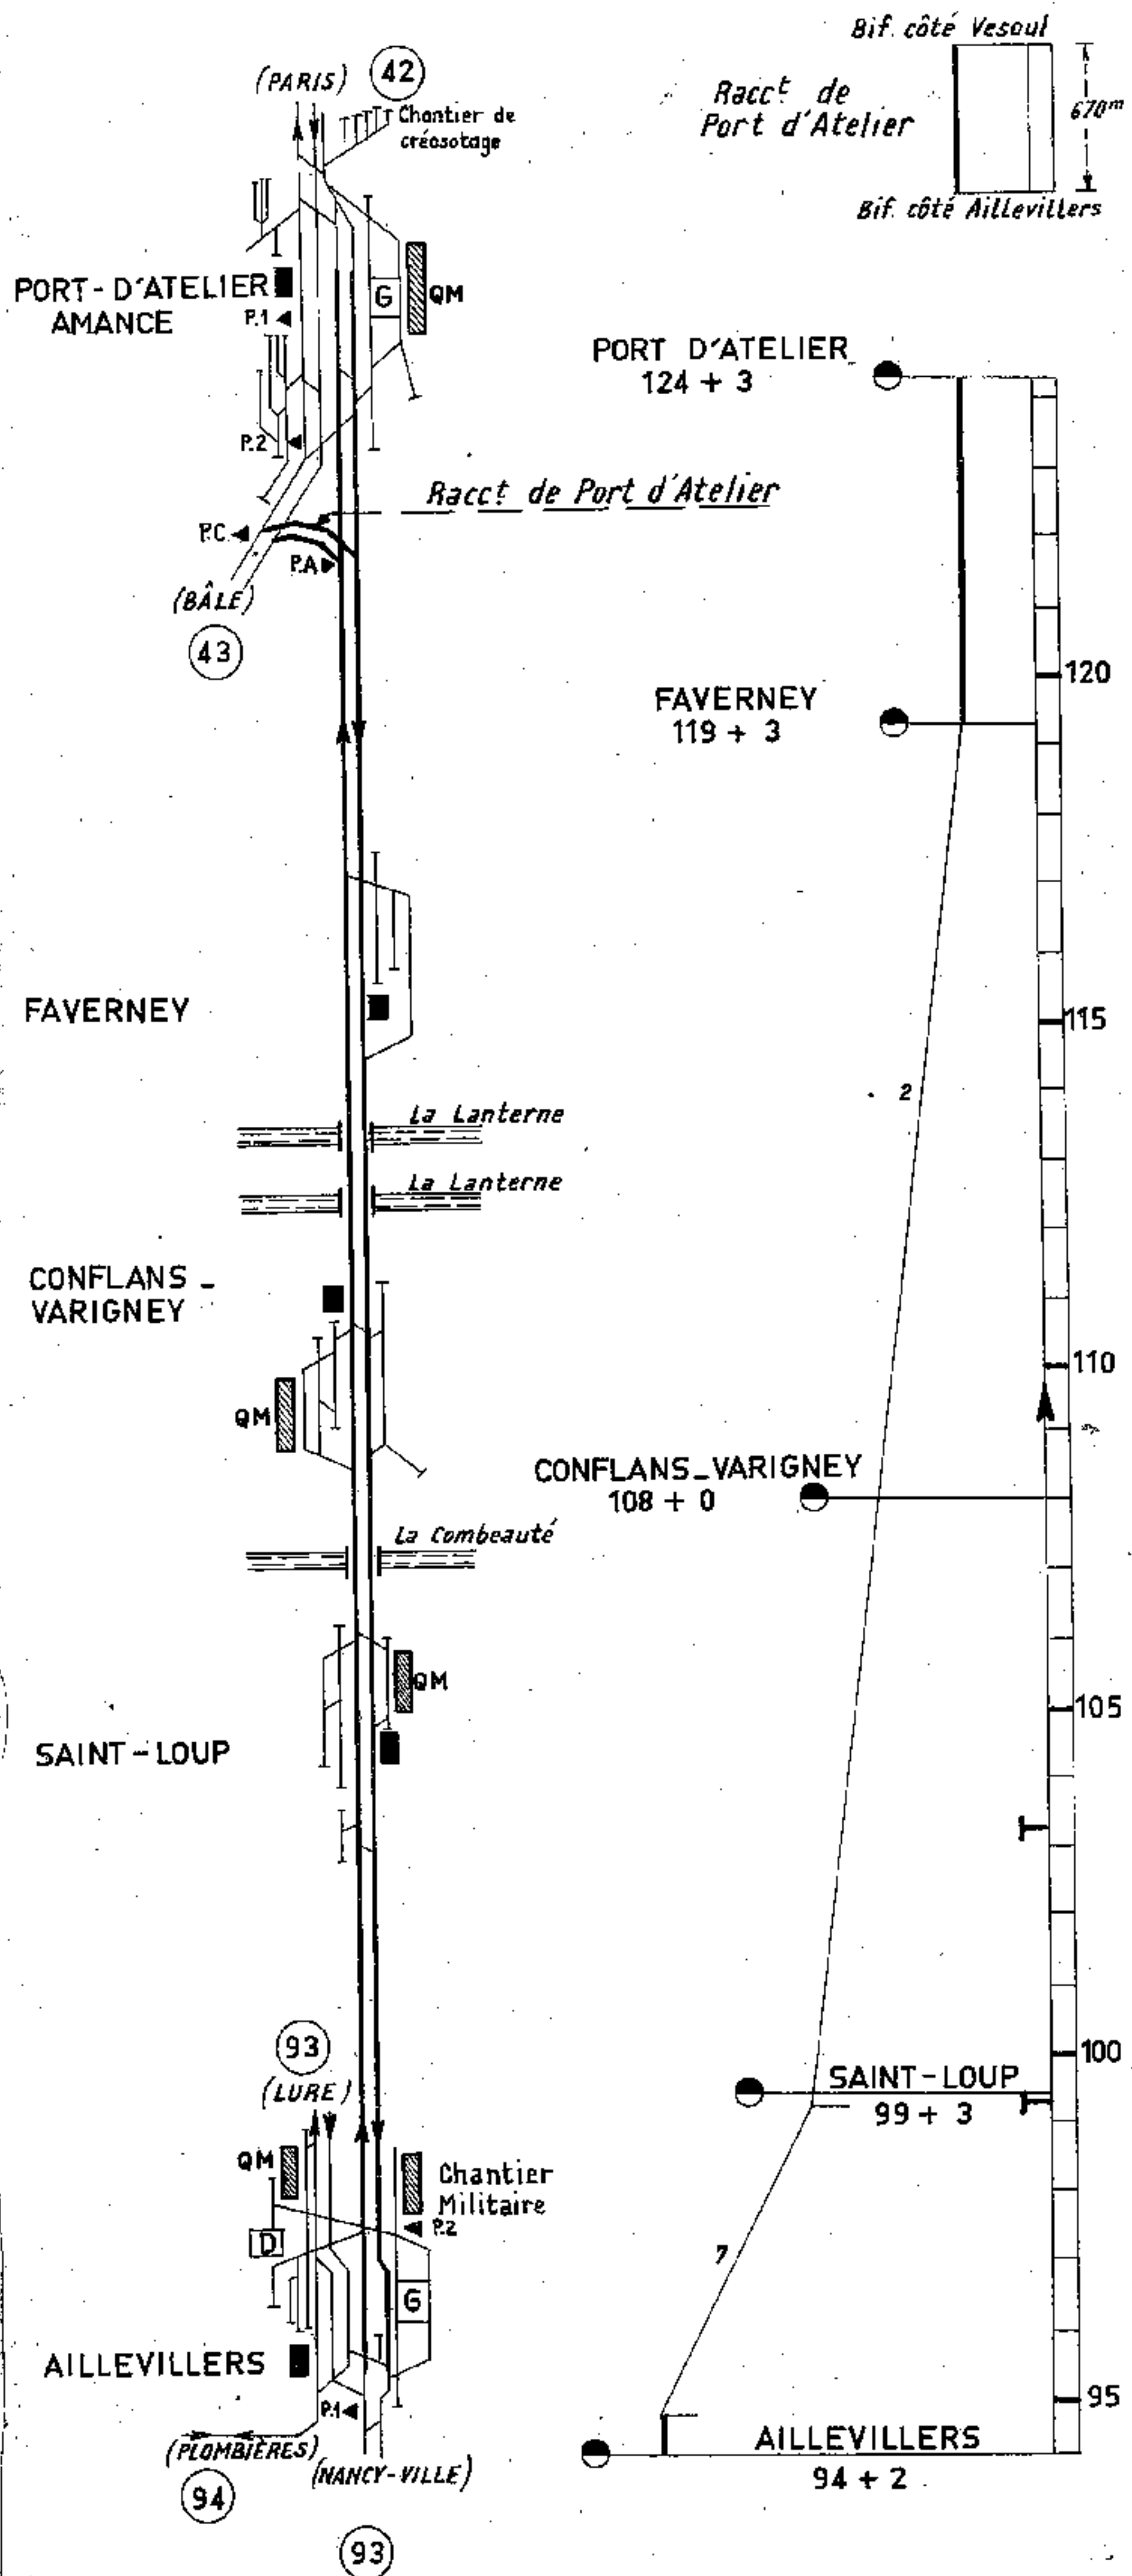 Bif. côté Vesoul
(PARIS)
42
Racct de
Port d'Atelier
670m
Chantier de
créosotage
Bif. côté Aillevillers
PORT-D'ATELIER
AMANCE
G
QM
P.1
PORT D'ATELIER
124 + 3
P.2
Racct de Port d'Atelier
P.C
P.A
(BÂLE)
43
120
FAVERNEY
119 + 3
FAVERNEY
115
2
La Lanterne
La Lanterne
CONFLANS_
VARIGNEY
110
QM
CONFLANS_VARIGNEY
108 + 0
La Combeauté
QM
105
SAINT-LOUP
93
(LURE)
100
SAINT-LOUP
99 + 3
QM
Chantier
Militaire
P.2
D
7
G
AILLEVILLERS
P.1
95
AILLEVILLERS
94 + 2
(PLOMBIÈRES)
(NANCY-VILLE)
94
93